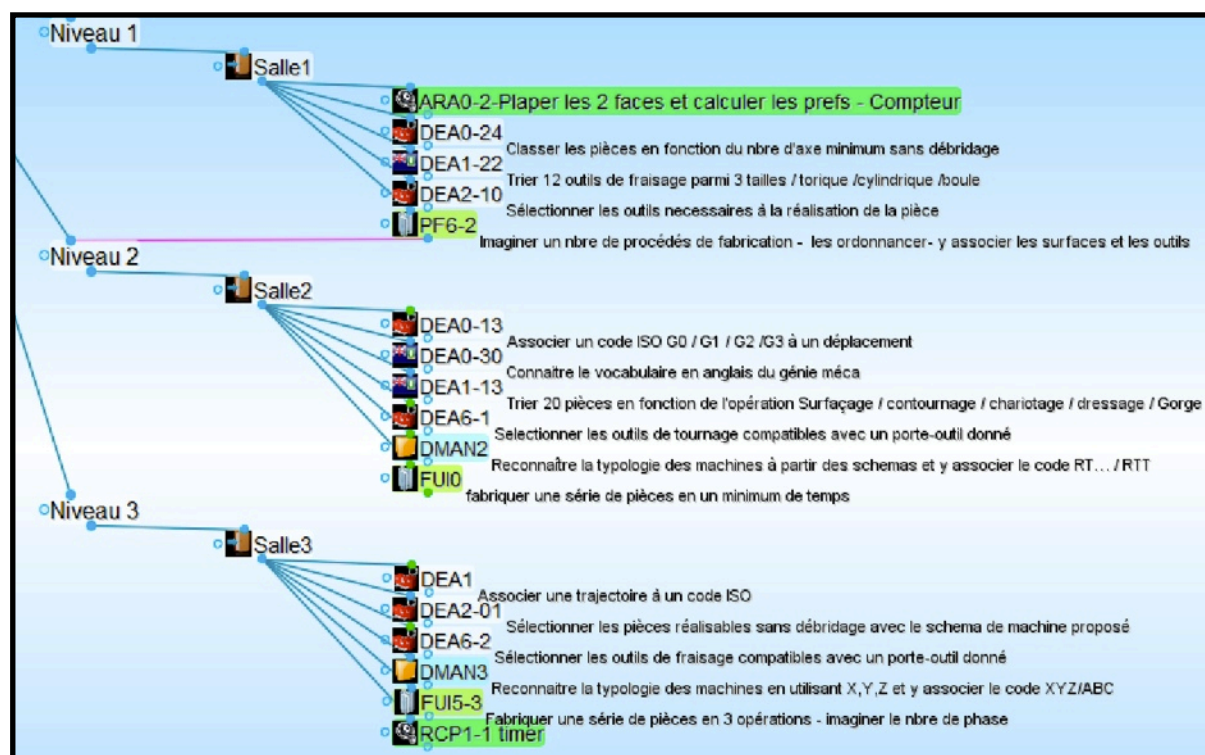 Niveau 1
Salle1
ARA0-2-Plaper les 2 faces et calculer les prefs - Compteur
DEA0-24
Classer les pièces en fonction du nbre d'axe minimum sans débridage
DEA1-22
Trier 12 outils de fraisage parmi 3 tailles / torique /cylindrique /boule
DEA2-10
Sélectionner les outils necessaires à la réalisation de la pièce
PF6-2
Imaginer un nbre de procédés de fabrication - les ordonnancer- y associer les surfaces et les outils
Niveau 2
Salle2
DEA0-13
Associer un code ISO G0 / G1 / G2 /G3 à un déplacement
DEA0-30
Connaitre le vocabulaire en anglais du génie méca
DEA1-13
Trier 20 pièces en fonction de l'opération Surfaçage / contournage / chariotage / dressage / Gorge
DEA6-1
Selectionner les outils de tournage compatibles avec un porte-outil donné
DMAN2
Reconnaître la typologie des machines à partir des schemas et y associer le code RT... / RTT
FUI0
fabriquer une série de pièces en un minimum de temps
Niveau 3
Salle3
DEA1
Associer une trajectoire à un code ISO
DEA2-01
Sélectionner les pièces réalisables sans débridage avec le schema de machine proposé
DEA6-2
Sélectionner les outils de fraisage compatibles avec un porte-outil donné
DMAN3
Reconnaitre la typologie des machines en utilisant X,Y,Z et y associer le code XYZ/ABC
FUI5-3
Fabriquer une série de pièces en 3 opérations - imaginer le nbre de phase
RCP1-1 timer